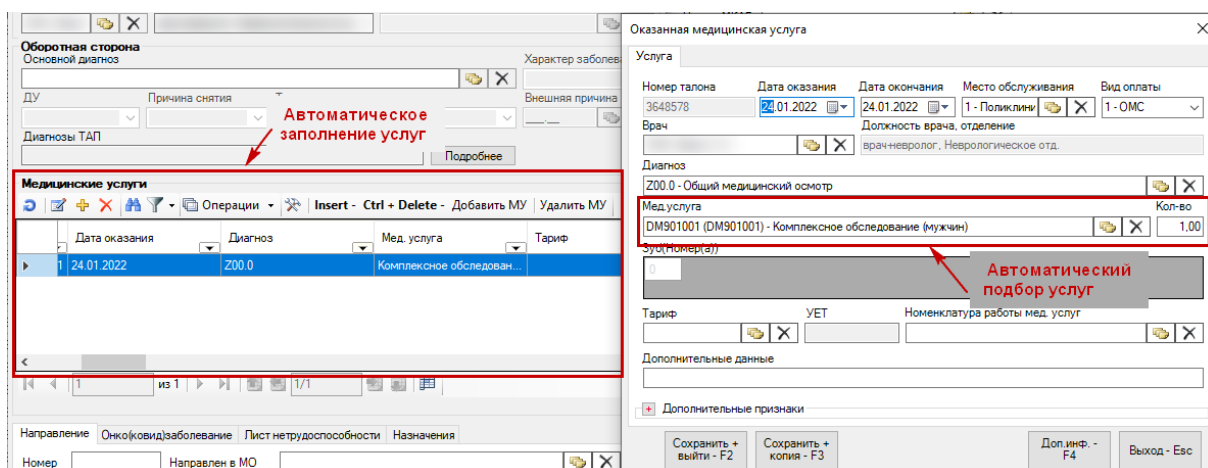 Оборотная сторона
Основной диагноз
Характер заболев
ДУ
Причина снятия
Внешняя причина
Автоматическое
заполнение услуг
Диагнозы ТАП
Подробнее
Медицинские услуги
Операции
Insert - Ctrl + Delete - Добавить МУ
Удалить МУ
Дата оказания
Диагноз
Мед. услуга
Тариф
1
24.01.2022
Z00.0
Комплексное обследован...
1
из 1
1/1
Направление
Онко(ковид)заболевание
Лист нетрудоспособности
Назначения
Номер
Направлен в МО
Оказанная медицинская услуга
Услуга
Номер талона
Дата оказания
Дата окончания
Место обслуживания
Вид оплаты
3648578
24.01.2022
24.01.2022
1 - Поликлини
1 - ОМС
Врач
Должность врача, отделение
врач-невролог, Неврологическое отд.
Диагноз
Z00.0 - Общий медицинский осмотр
Мед.услуга
Кол-во
DM901001 (DM901001) - Комплексное обследование (мужчин)
1,00
Зуб(Номер(а))
0
Автоматический
подбор услуг
Тариф
УЕТ
Номенклатура работы мед. услуг
Дополнительные данные
Дополнительные признаки
Сохранить +
выйти - F2
Сохранить +
копия - F3
Доп.инф. -
F4
Выход - Esc